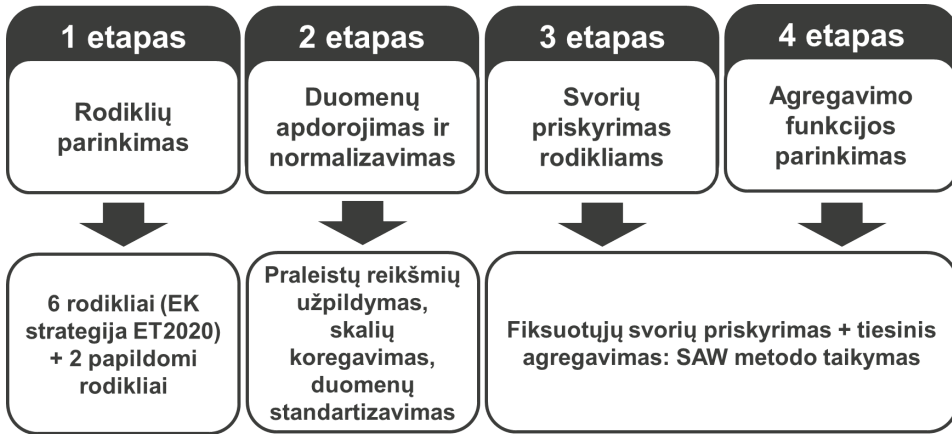 1 etapas
Rodiklių
parinkimas
2 etapas
Duomenų
apdorojimas ir
normalizavimas
3 etapas
Svorių
priskyrimas
rodikliams
4 etapas
Agregavimo
funkcijos
parinkimas
6 rodikliai (EK
strategija ET2020)
+ 2 papildomi
rodikliai
Praleistų reikšmių
užpildymas,
skalių
koregavimas,
duomenų
standartizavimas
Fiksuotųjų svorių priskyrimas + tiesinis
agregavimas: SAW metodo taikymas